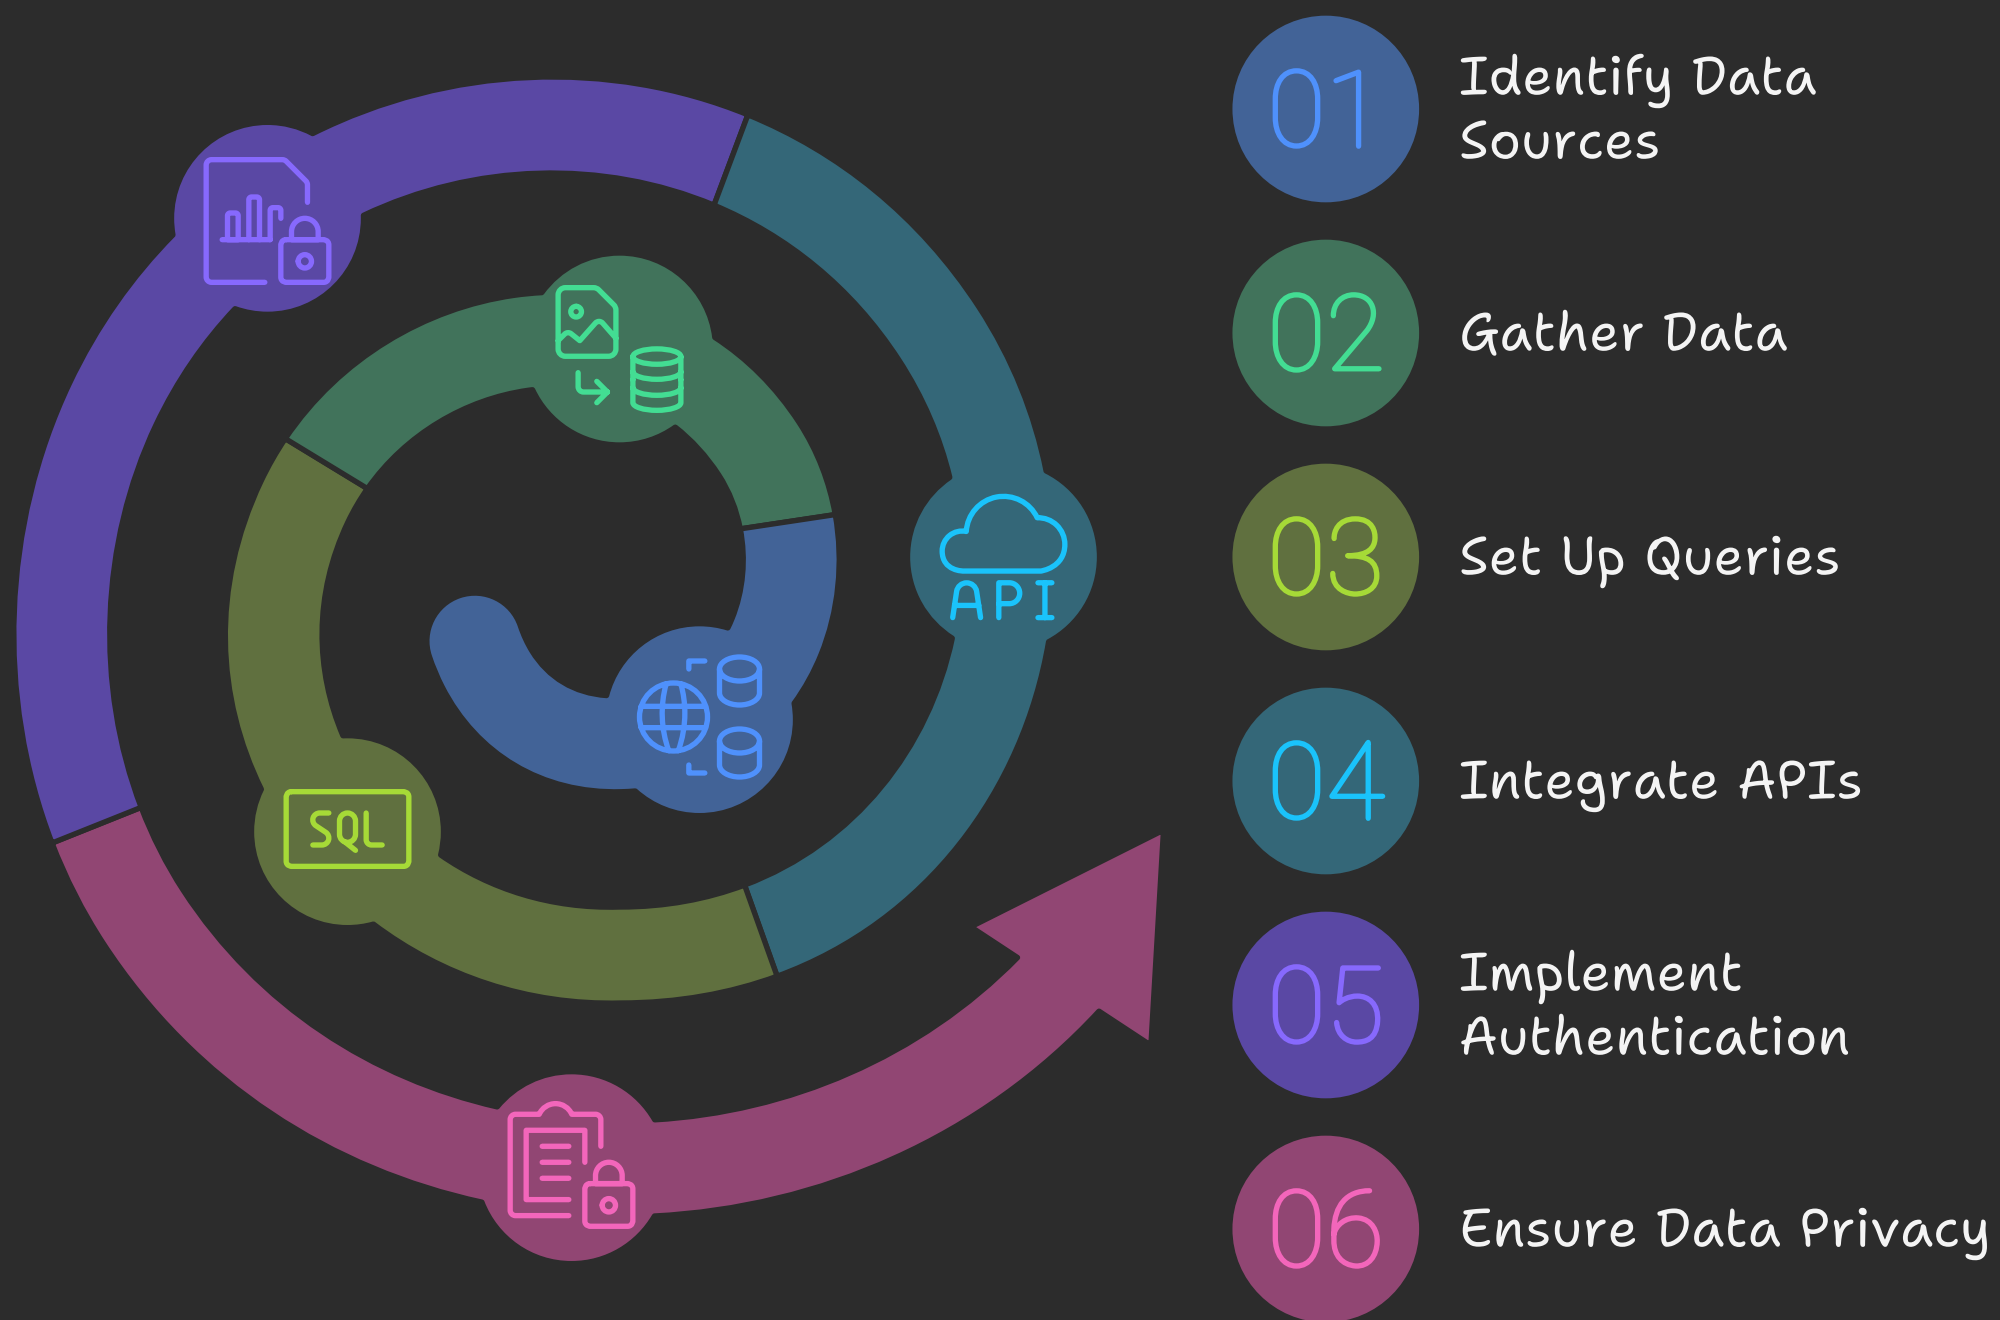 API
SQL
01
Identify Data
Sources
02
Gather Data
03
Set Up Queries
04
Integrate APIs
05
Implement
Authentication
06
Ensure Data Privacy